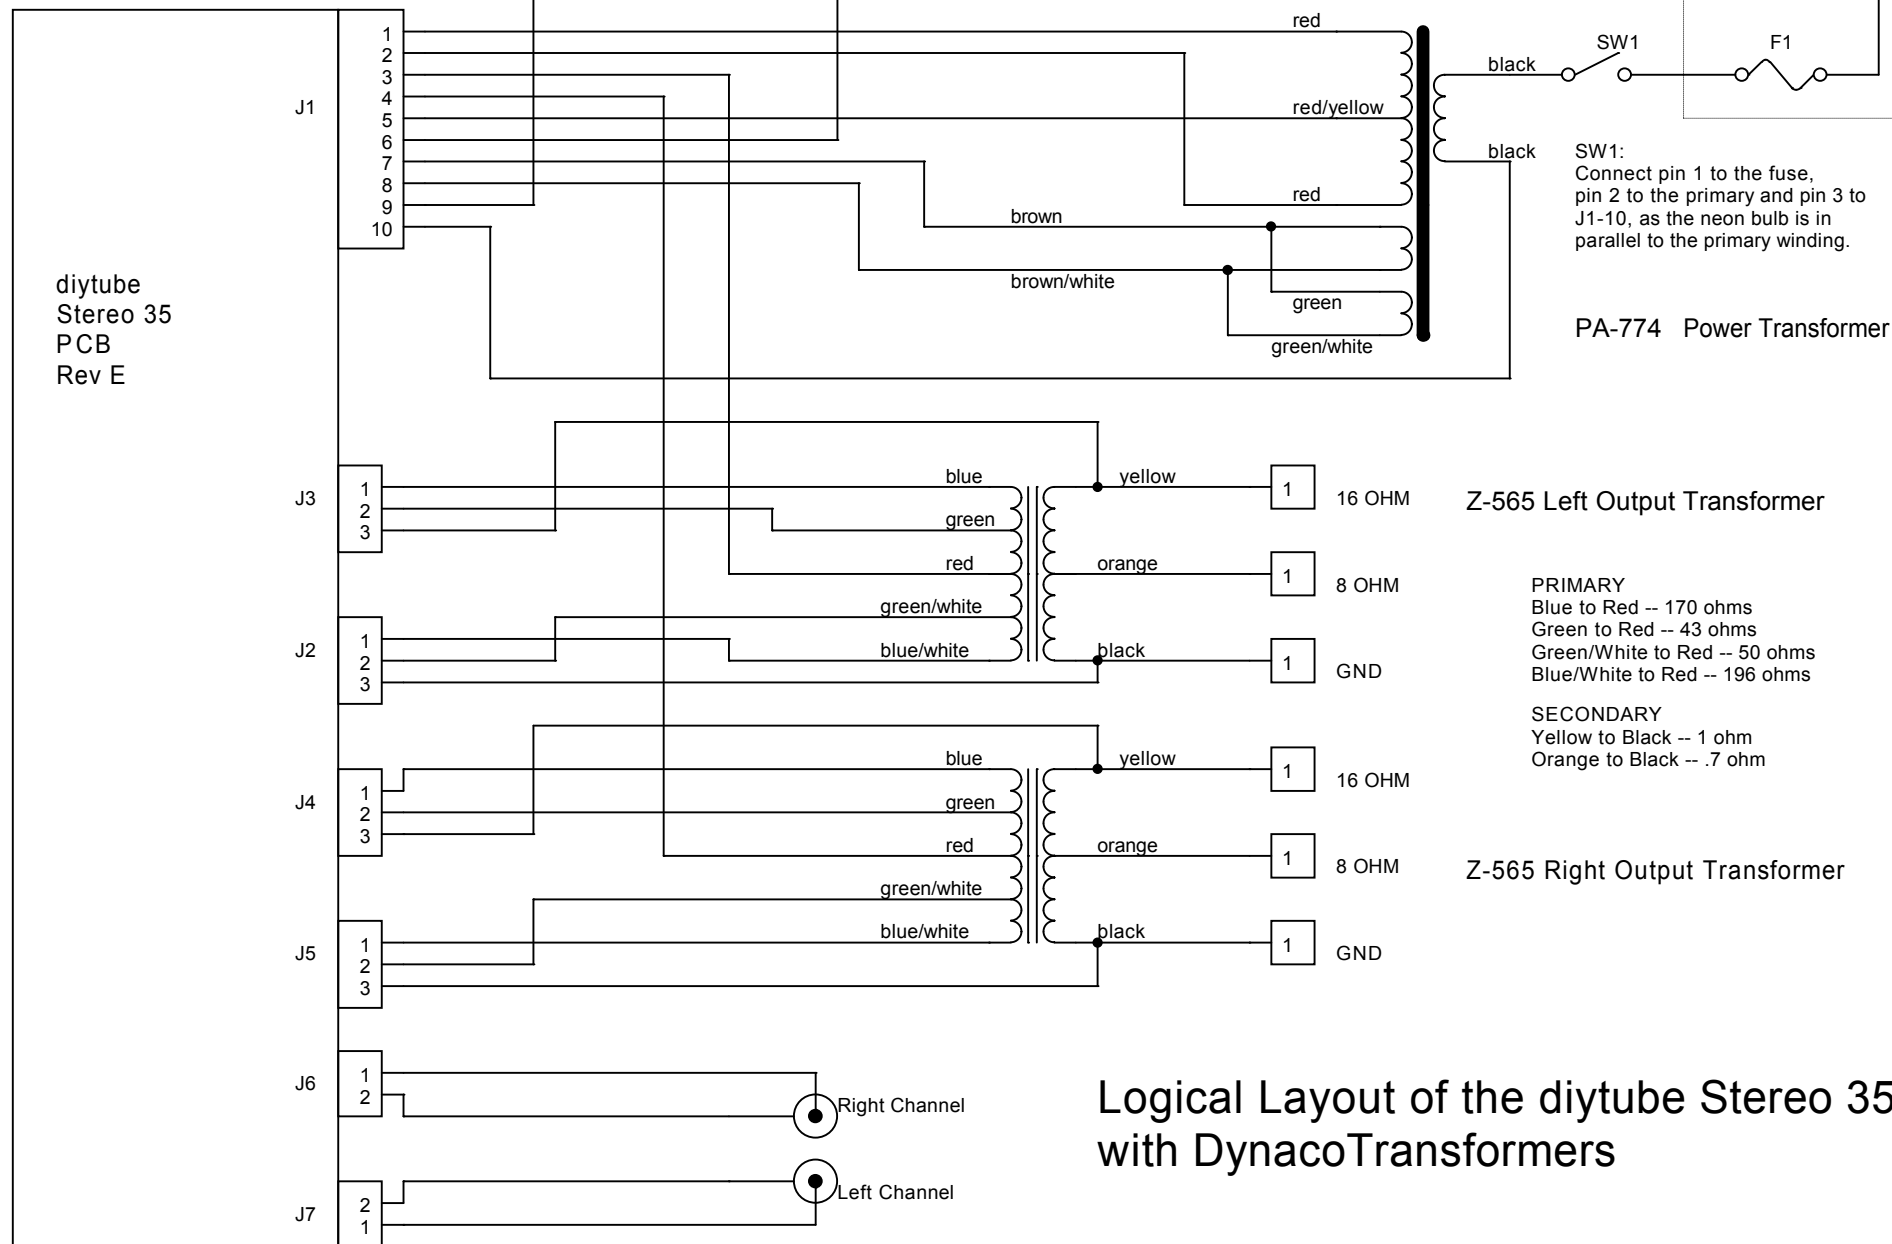 red
1
2
3
4
5
6
7
8
9
10
J1
red/yellow
red
brown
brown/white
green
green/white
black
black
SW1
F1
SW1:
Connect pin 1 to the fuse,
pin 2 to the primary and pin 3 to
J1-10, as the neon bulb is in
parallel to the primary winding.
PA-774 Power Transformer
diytube
Stereo 35
PCB
Rev E
J3
1
2
3
blue
green
red
green/white
blue/white
yellow
orange
black
1
16 OHM
1
8 OHM
1
GND
Z-565 Left Output Transformer
J2
1
2
3
PRIMARY
Blue to Red -- 170 ohms
Green to Red -- 43 ohms
Green/White to Red -- 50 ohms
Blue/White to Red -- 196 ohms
SECONDARY
Yellow to Black -- 1 ohm
Orange to Black -- .7 ohm
J4
1
2
3
blue
green
red
green/white
blue/white
yellow
orange
black
1
16 OHM
1
8 OHM
1
GND
Z-565 Right Output Transformer
J5
1
2
3
J6
1
2
Right Channel
Left Channel
J7
2
1
Logical Layout of the diytube Stereo 35
with DynacoTransformers